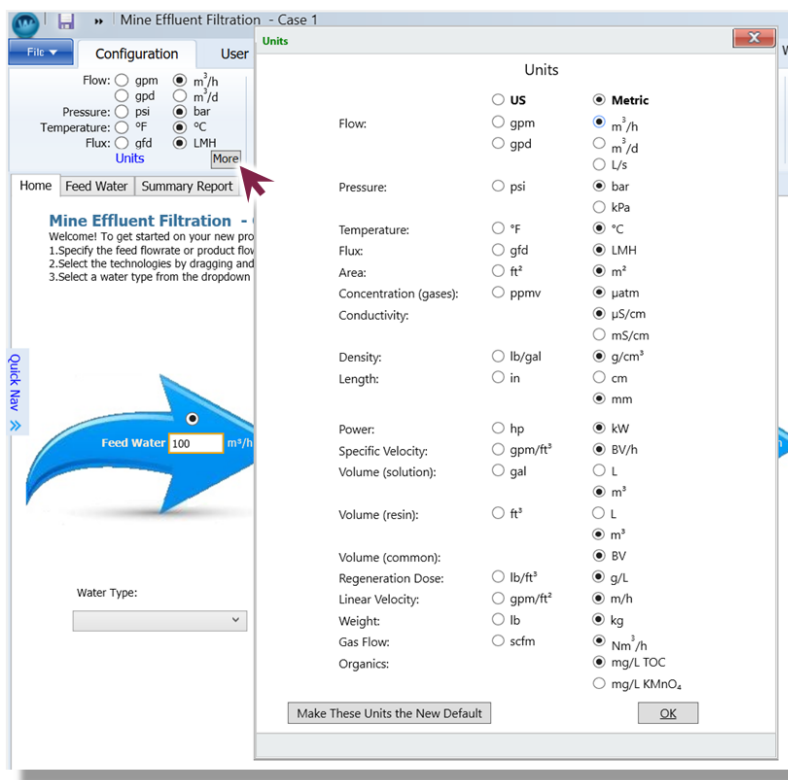 Mine Effluent Filtration - Case 1
File
Configuration
User
Flow: gpm m³/h
gpd m³/d
Pressure: psi bar
Temperature: °F °C
Flux: gfd LMH
Units
More
Home
Feed Water
Summary Report
Mine Effluent Filtration -
Welcome! To get started on your new pro
1.Specify the feed flowrate or product flow
2.Select the technologies by dragging and
3.Select a water type from the dropdown
Quick Nav
Feed Water 100 m³/h
Water Type:
Units
Units
US Metric
Flow: gpm m³/h
gpd m³/d
L/s
Pressure: psi bar
kPa
Temperature: °F °C
Flux: gfd LMH
Area: ft² m²
Concentration (gases): ppmv µatm
Conductivity: µS/cm
mS/cm
Density: lb/gal g/cm³
Length: in cm
mm
Power: hp kW
Specific Velocity: gpm/ft³ BV/h
Volume (solution): gal L
m³
Volume (resin): ft³ L
m³
Volume (common): BV
Regeneration Dose: lb/ft³ g/L
Linear Velocity: gpm/ft² m/h
Weight: lb kg
Gas Flow: scfm Nm³/h
Organics: mg/L TOC
mg/L KMnO₄
Make These Units the New Default
OK